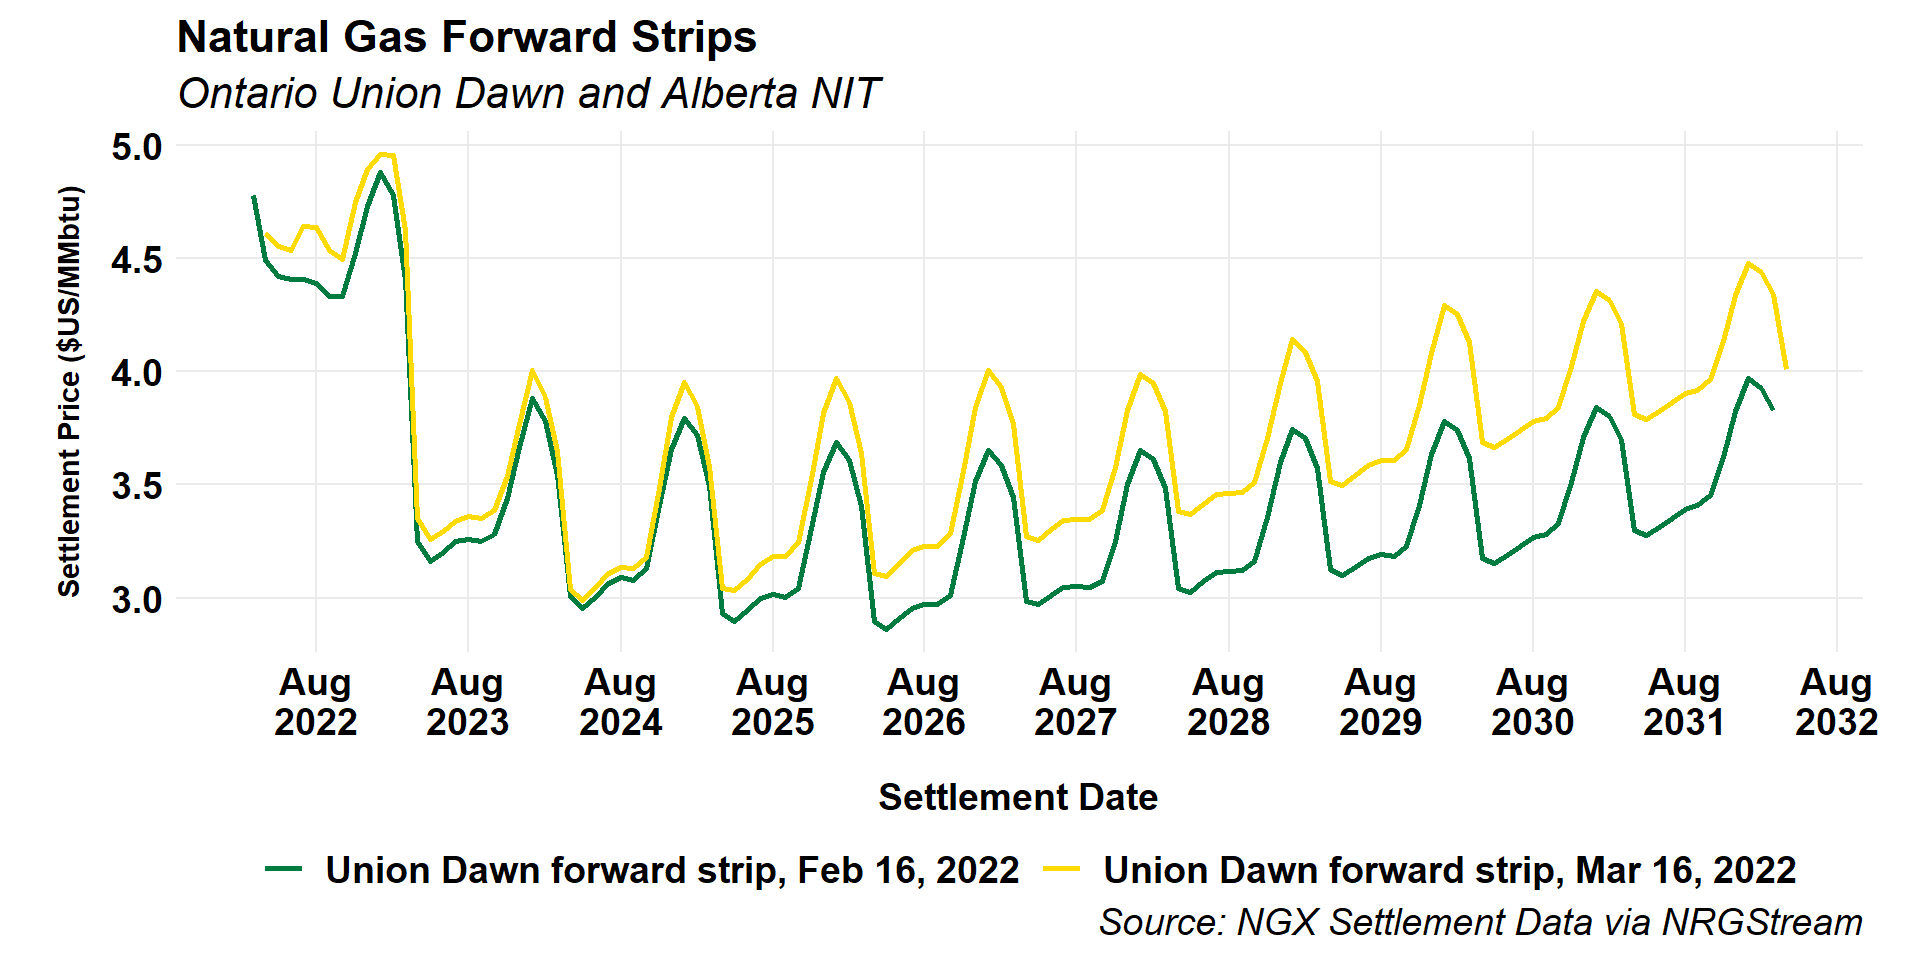 Natural Gas Forward Strips
Ontario Union Dawn and Alberta NIT
Settlement Price ($US/MMbtu)
5.0
4.5
4.0
3.5
3.0
Aug 2022
Aug 2023
Aug 2024
Aug 2025
Aug 2026
Aug 2027
Aug 2028
Aug 2029
Aug 2030
Aug 2031
Aug 2032
Settlement Date
Union Dawn forward strip, Feb 16, 2022
Union Dawn forward strip, Mar 16, 2022
Source: NGX Settlement Data via NRGStream